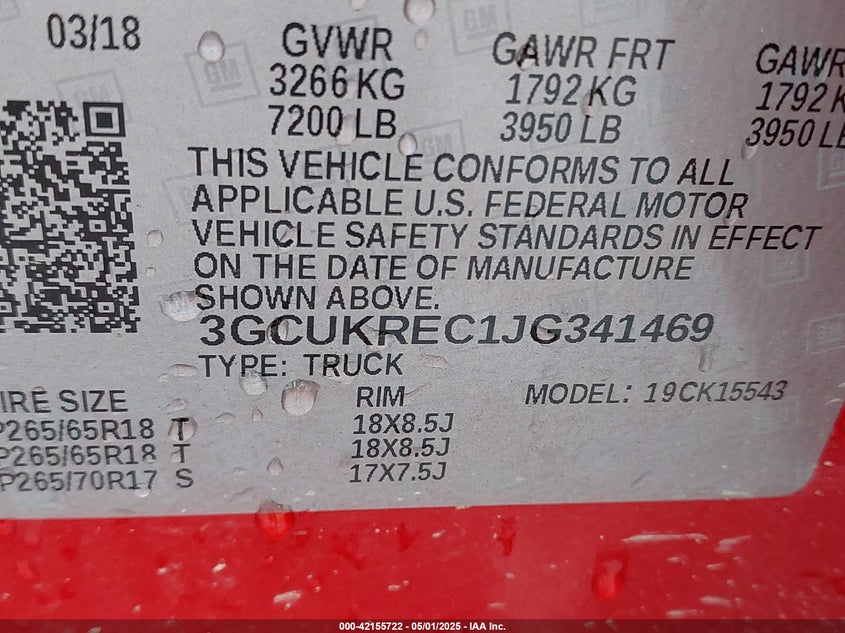 03/18
GVWR GAWR FRT GAWR
3266 KG 1792 KG 1792 K
7200 LB 3950 LB 3950 LB
THIS VEHICLE CONFORMS TO ALL
APPLICABLE U.S. FEDERAL MOTOR
VEHICLE SAFETY STANDARDS IN EFFECT
ON THE DATE OF MANUFACTURE
SHOWN ABOVE.
3GCUKREC1JG341469
TYPE: TRUCK
IRE SIZE RIM MODEL: 19CK15543
P265/65R18 T 18X8.5J
P265/65R18 T 18X8.5J
P265/70R17 S 17X7.5J
000-42155722 - 05/01/2025 - IAA Inc.